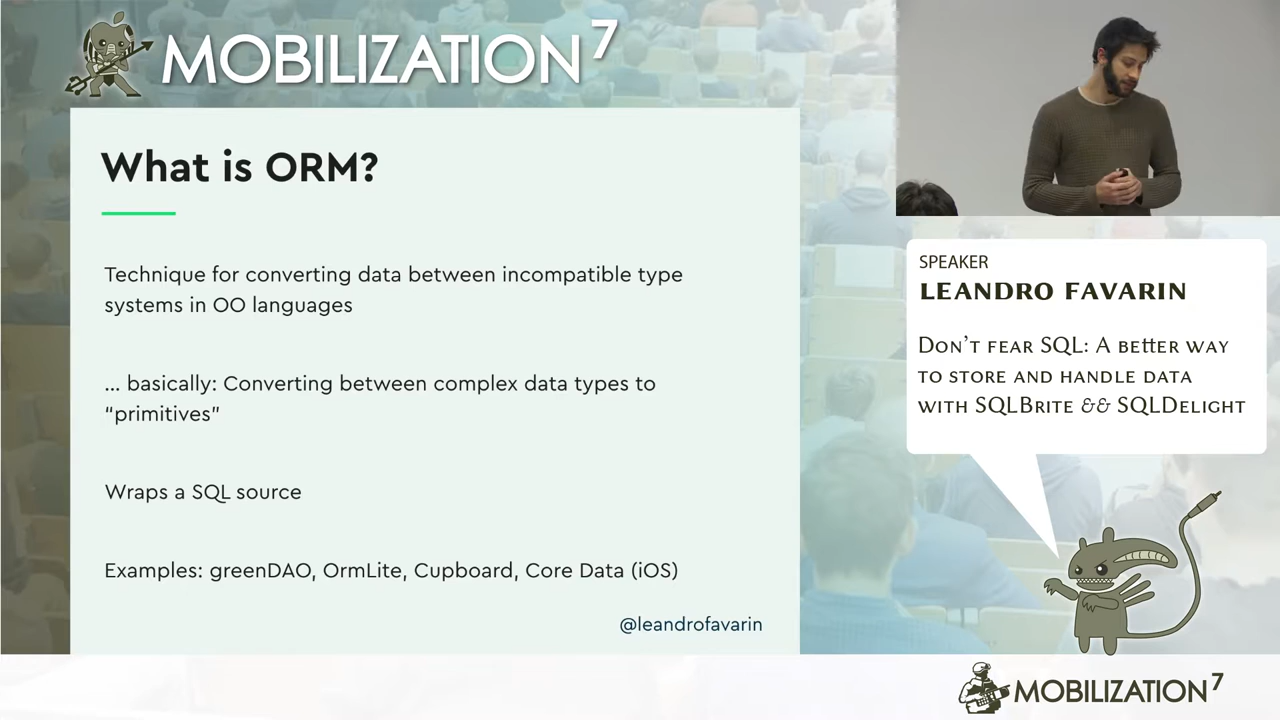 MOBILIZATION 7
What is ORM?
Technique for converting data between incompatible type
systems in OO languages
... basically: Converting between complex data types to
“primitives”
Wraps a SQL source
Examples: greenDAO, OrmLite, Cupboard, Core Data (iOS)
@leandrofavarin
SPEAKER
LEANDRO FAVARIN
DON’T FEAR SQL: A BETTER WAY
TO STORE AND HANDLE DATA
WITH SQLBRITE && SQLDELIGHT
MOBILIZATION 7